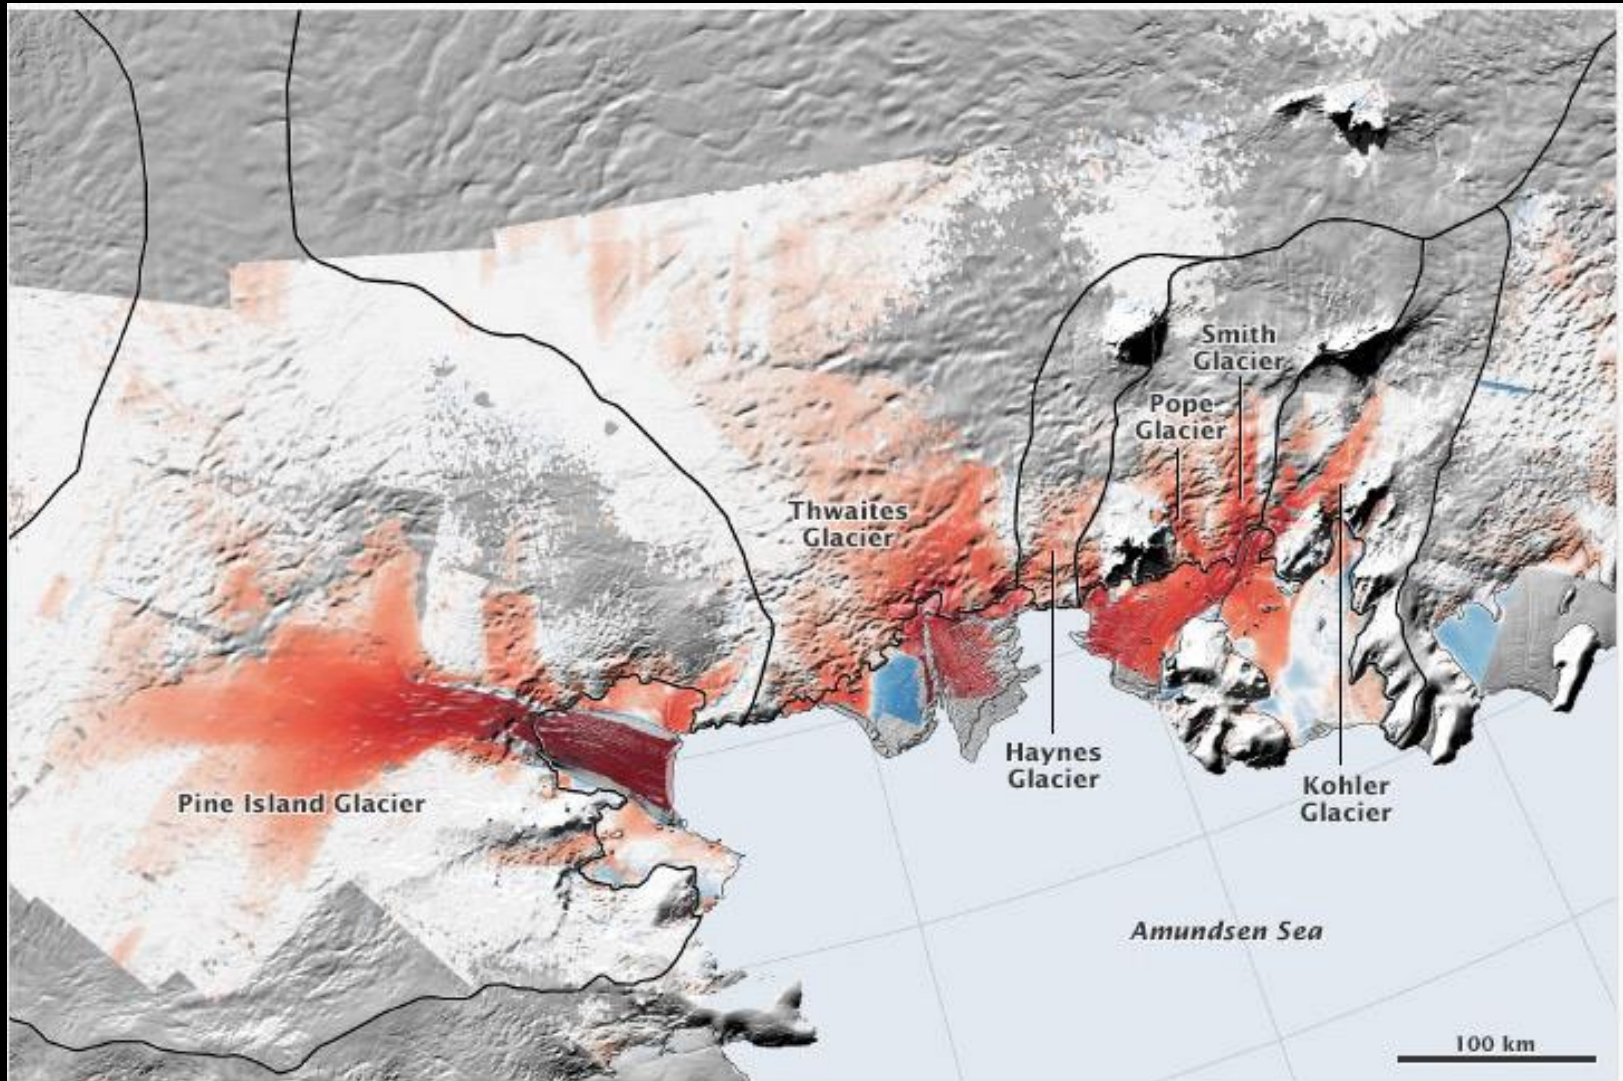 Smith
Glacier
Pope
Glacier
Thwaites
Glacier
Haynes
Glacier
Kohler
Glacier
Pine Island Glacier
Amundsen Sea
100 km